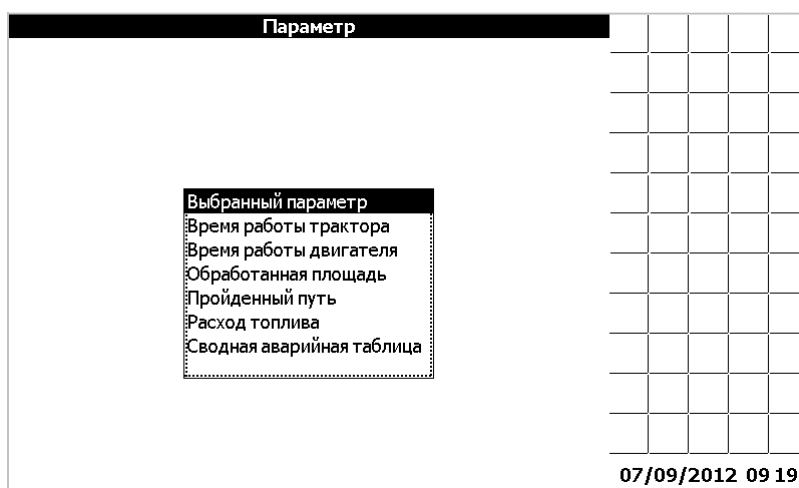 Параметр
Выбранный параметр
Время работы трактора
Время работы двигателя
Обработанная площадь
Пройденный путь
Расход топлива
Сводная аварийная таблица
07/09/2012 09 19